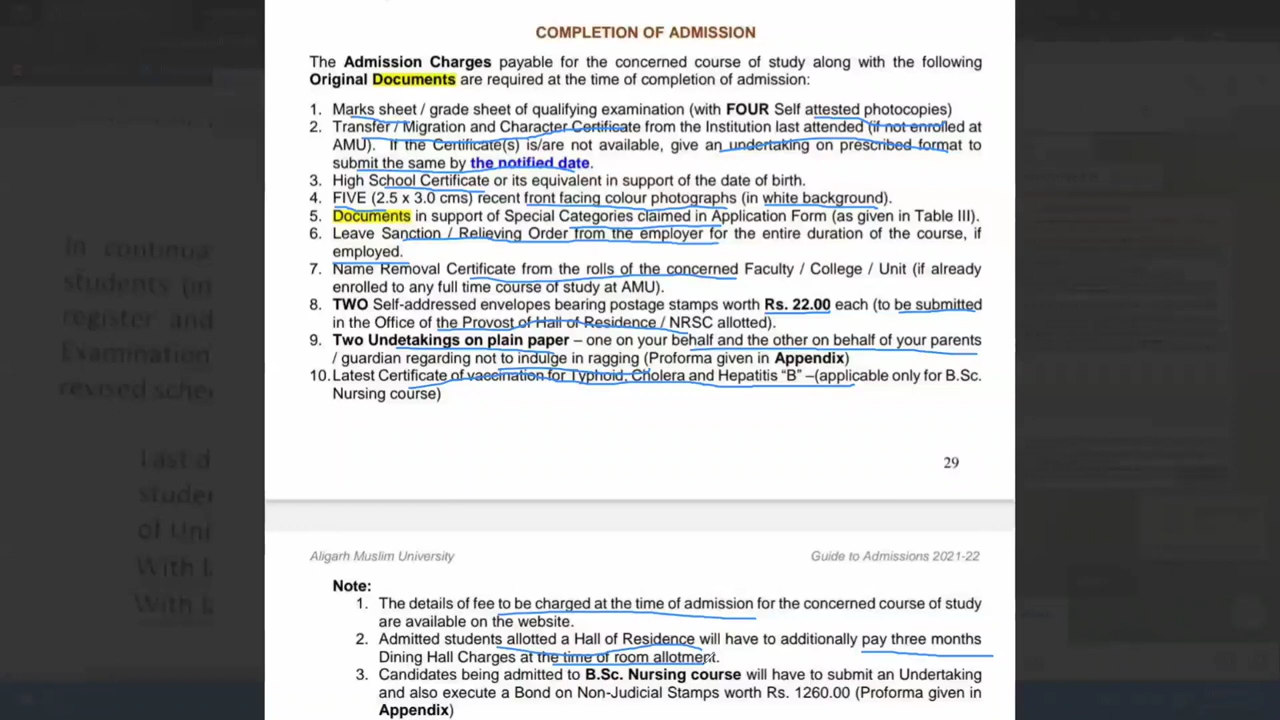 COMPLETION OF ADMISSION
The Admission Charges payable for the concerned course of study along with the following
Original Documents are required at the time of completion of admission:
1. Marks sheet / grade sheet of qualifying examination (with FOUR Self attested photocopies)
2. Transfer / Migration and Character Certificate from the Institution last attended (if not enrolled at
AMU). If the Certificate(s) is/are not available, give an undertaking on prescribed format to
submit the same by the notified date.
3. High School Certificate or its equivalent in support of the date of birth.
4. FIVE (2.5 x 3.0 cms) recent front facing colour photographs (in white background).
5. Documents in support of Special Categories claimed in Application Form (as given in Table III).
6. Leave Sanction / Relieving Order from the employer for the entire duration of the course, if
employed.
7. Name Removal Certificate from the rolls of the concerned Faculty / College / Unit (if already
enrolled to any full time course of study at AMU).
8. TWO Self-addressed envelopes bearing postage stamps worth Rs. 22.00 each (to be submitted
in the Office of the Provost of Hall of Residence / NRSC allotted).
9. Two Undetakings on plain paper – one on your behalf and the other on behalf of your parents
/ guardian regarding not to indulge in ragging (Proforma given in Appendix)
10. Latest Certificate of vaccination for Typhoid, Cholera and Hepatitis “B” –(applicable only for B.Sc.
Nursing course)
29
Aligarh Muslim University Guide to Admissions 2021-22
Note:
1. The details of fee to be charged at the time of admission for the concerned course of study
are available on the website.
2. Admitted students allotted a Hall of Residence will have to additionally pay three months
Dining Hall Charges at the time of room allotment.
3. Candidates being admitted to B.Sc. Nursing course will have to submit an Undertaking
and also execute a Bond on Non-Judicial Stamps worth Rs. 1260.00 (Proforma given in
Appendix)
In continua
students (in
register and
Examination
revised sche
Last d
studen
of Uni
With l
With l